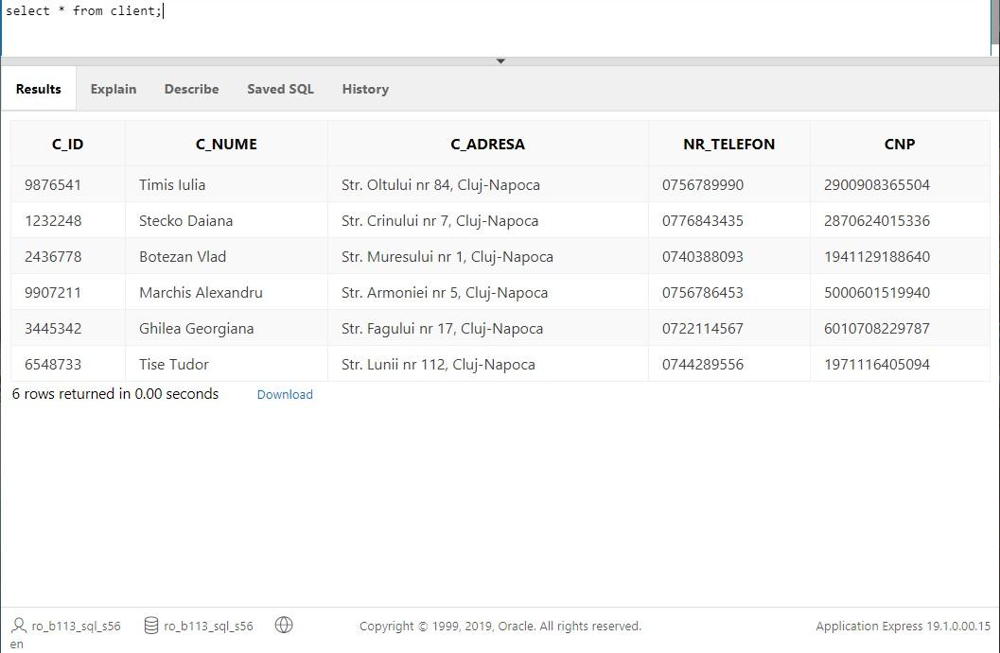 select * from client;
Results Explain Describe Saved SQL History
C_ID C_NUME C_ADRESA NR_TELEFON CNP
9876541 Timis Iulia Str. Oltului nr 84, Cluj-Napoca 0756789990 2900908365504
1232248 Stecko Daiana Str. Crinului nr 7, Cluj-Napoca 0776843435 2870624015336
2436778 Botezan Vlad Str. Muresului nr 1, Cluj-Napoca 0740388093 1941129188640
9907211 Marchis Alexandru Str. Armoniei nr 5, Cluj-Napoca 0756786453 5000601519940
3445342 Ghilea Georgiana Str. Fagului nr 17, Cluj-Napoca 0722114567 6010708229787
6548733 Tise Tudor Str. Lunii nr 112, Cluj-Napoca 0744289556 1971116405094
6 rows returned in 0.00 seconds Download
ro_b113_sql_s56 ro_b113_sql_s56 Copyright © 1999, 2019, Oracle. All rights reserved. Application Express 19.1.0.00.15
en